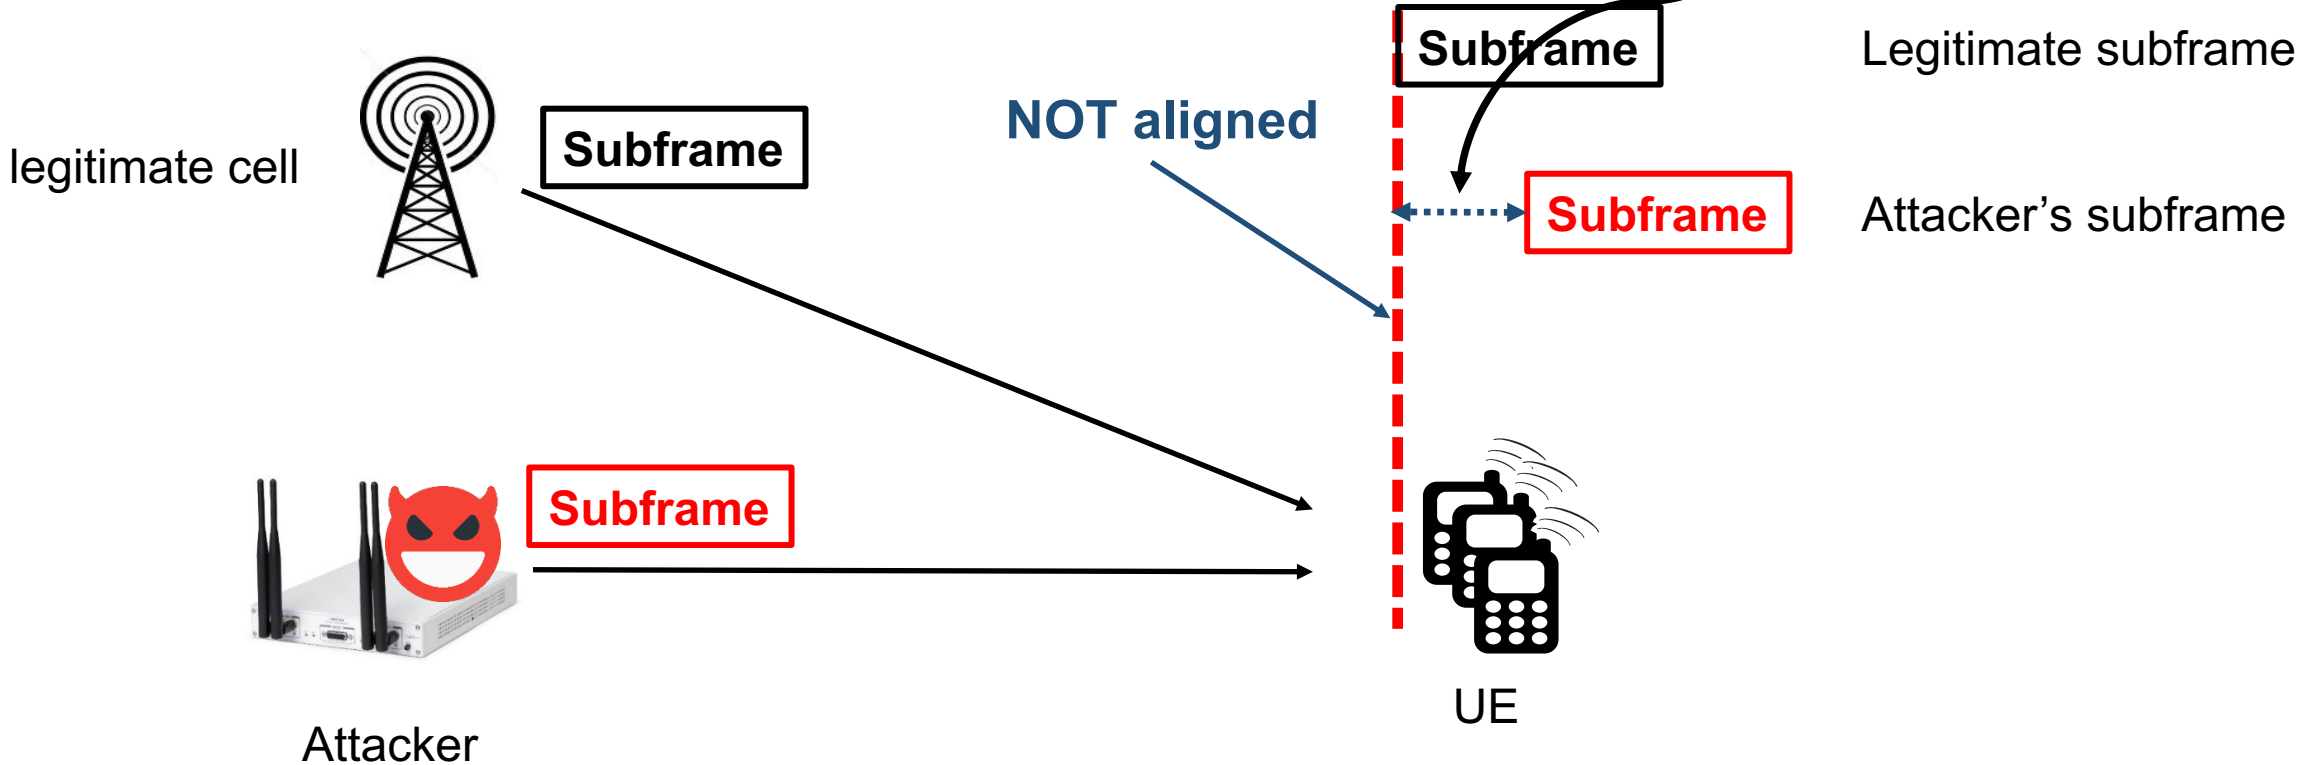 Subframe
Legitimate subframe
NOT aligned
Subframe
legitimate cell
Subframe
Attacker’s subframe
Subframe
UE
Attacker